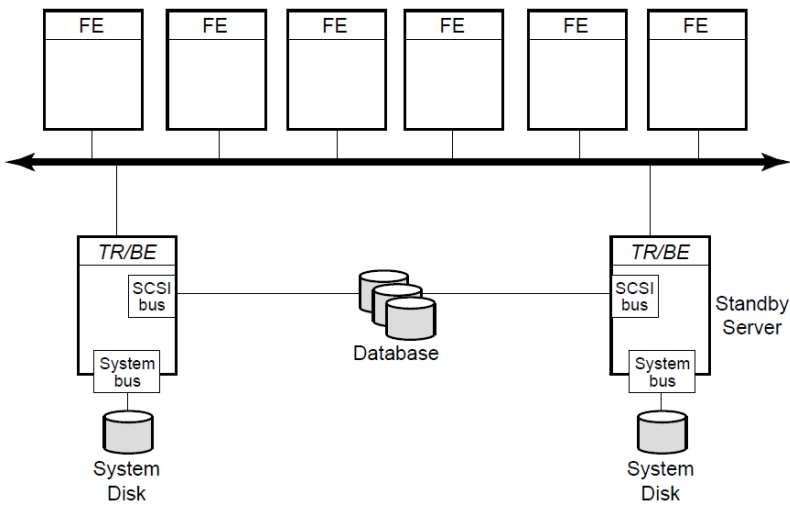 FE FE FE FE FE FE
TR/BE TR/BE
SCSI
bus
SCSI
bus
Standby
Server
Database
System
bus
System
bus
System
Disk
System
Disk